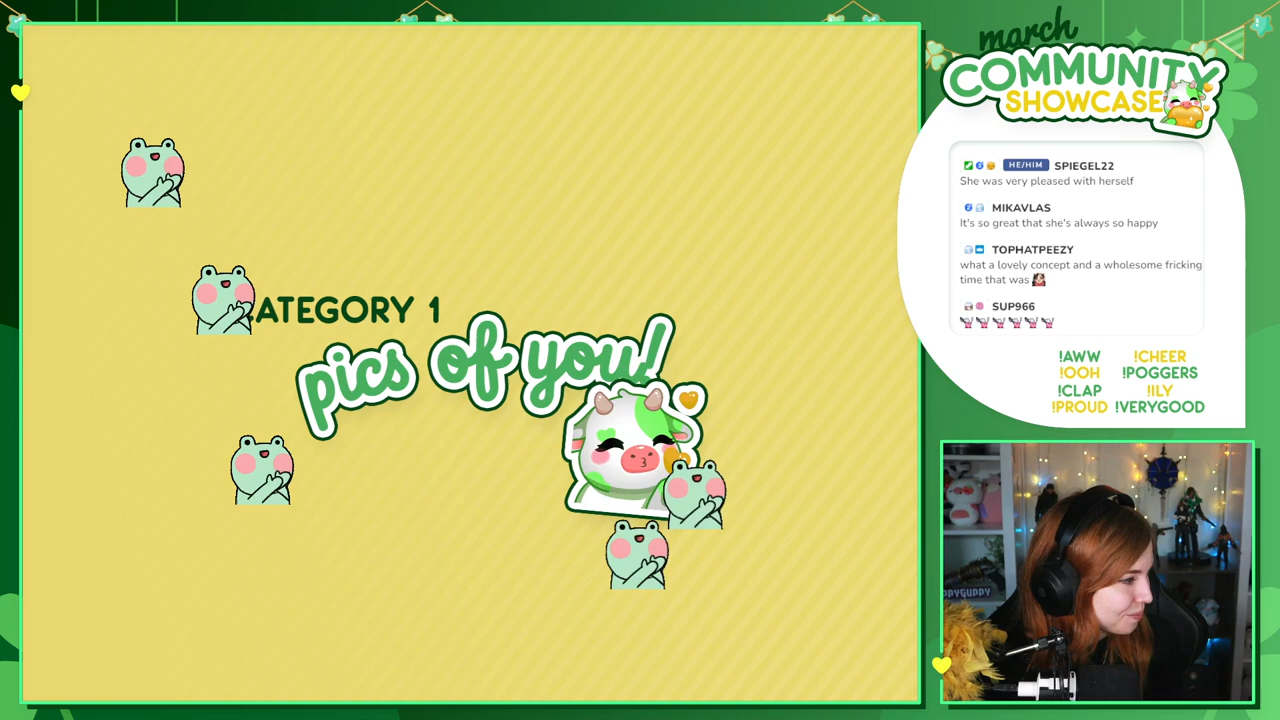 march
COMMUNITY
SHOWCASE
HE/HIM SPIEGEL22
She was very pleased with herself
MIKAVLAS
It's so great that she's always so happy
TOPHATPEEZY
what a lovely concept and a wholesome fricking
time that was
SUP966
ATEGORY 1
pics of you!
!AWW !CHEER
!OOH !POGGERS
!CLAP !ILY
!PROUD !VERYGOOD
PYGUPPY